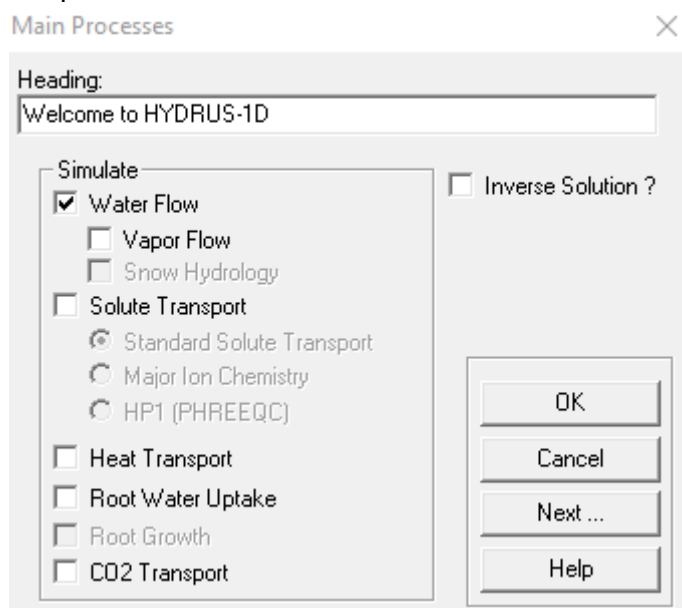 Main Processes
Heading:
Welcome to HYDRUS-1D
Simulate
Water Flow
Vapor Flow
Snow Hydrology
Solute Transport
Standard Solute Transport
Major Ion Chemistry
HP1 (PHREEQC)
Heat Transport
Root Water Uptake
Root Growth
CO2 Transport
Inverse Solution ?
OK
Cancel
Next ...
Help